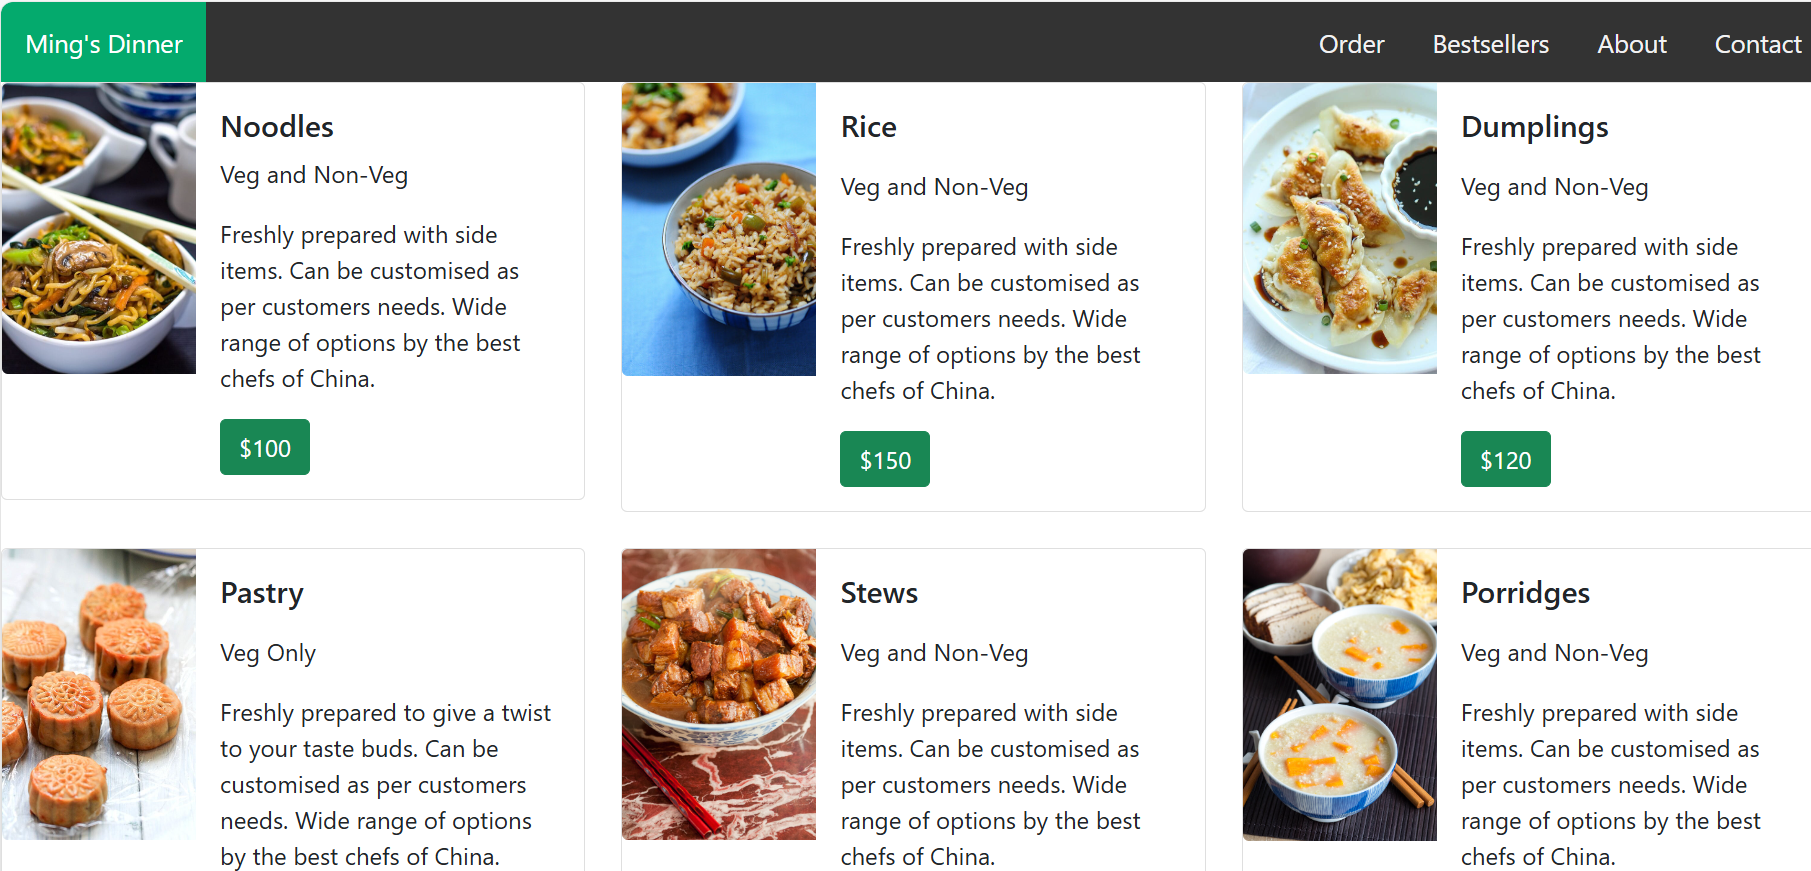 Ming's Dinner
Order Bestsellers About Contact
Noodles
Veg and Non-Veg
Freshly prepared with side
items. Can be customised as
per customers needs. Wide
range of options by the best
chefs of China.
$100
Rice
Veg and Non-Veg
Freshly prepared with side
items. Can be customised as
per customers needs. Wide
range of options by the best
chefs of China.
$150
Dumplings
Veg and Non-Veg
Freshly prepared with side
items. Can be customised as
per customers needs. Wide
range of options by the best
chefs of China.
$120
Pastry
Veg Only
Freshly prepared to give a twist
to your taste buds. Can be
customised as per customers
needs. Wide range of options
by the best chefs of China.
Stews
Veg and Non-Veg
Freshly prepared with side
items. Can be customised as
per customers needs. Wide
range of options by the best
chefs of China.
Porridges
Veg and Non-Veg
Freshly prepared with side
items. Can be customised as
per customers needs. Wide
range of options by the best
chefs of China.